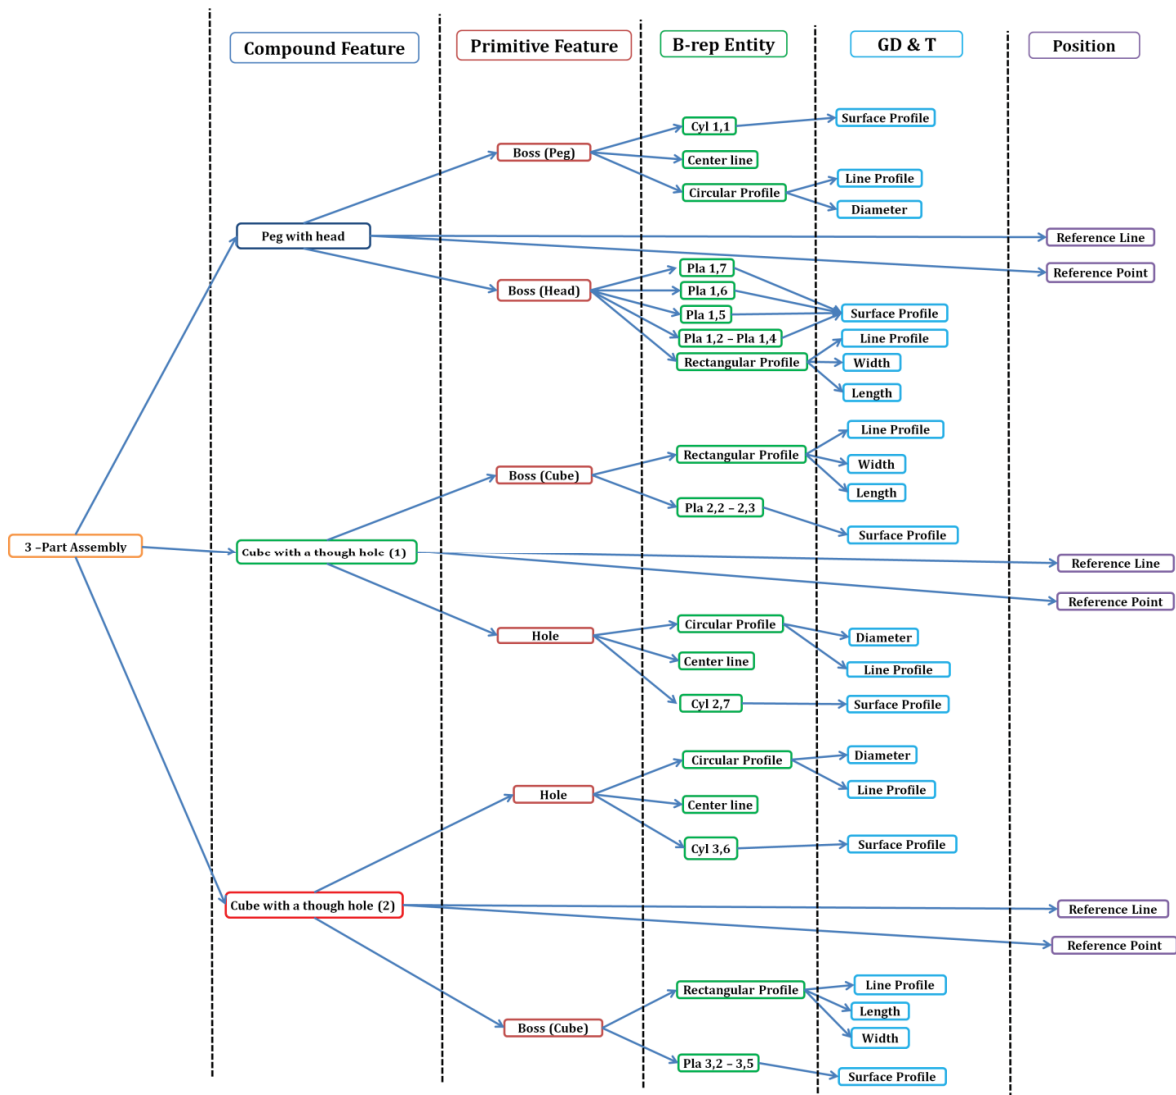 Compound Feature
Primitive Feature
B-rep Entity
GD & T
Position
Cyl 1,1
Surface Profile
Boss (Peg)
Center line
Line Profile
Circular Profile
Diameter
Peg with head
Reference Line
Pla 1,7
Reference Point
Boss (Head)
Pla 1,6
Pla 1,5
Surface Profile
Pla 1,2 – Pla 1,4
Line Profile
Rectangular Profile
Width
Length
Line Profile
Rectangular Profile
Width
Boss (Cube)
Length
Pla 2,2 – 2,3
Surface Profile
3 –Part Assembly
Cube with a though hole (1)
Reference Line
Reference Point
Circular Profile
Hole
Diameter
Center line
Line Profile
Cyl 2,7
Surface Profile
Diameter
Circular Profile
Hole
Line Profile
Center line
Cyl 3,6
Surface Profile
Cube with a though hole (2)
Reference Line
Reference Point
Line Profile
Rectangular Profile
Length
Boss (Cube)
Width
Pla 3,2 – 3,5
Surface Profile